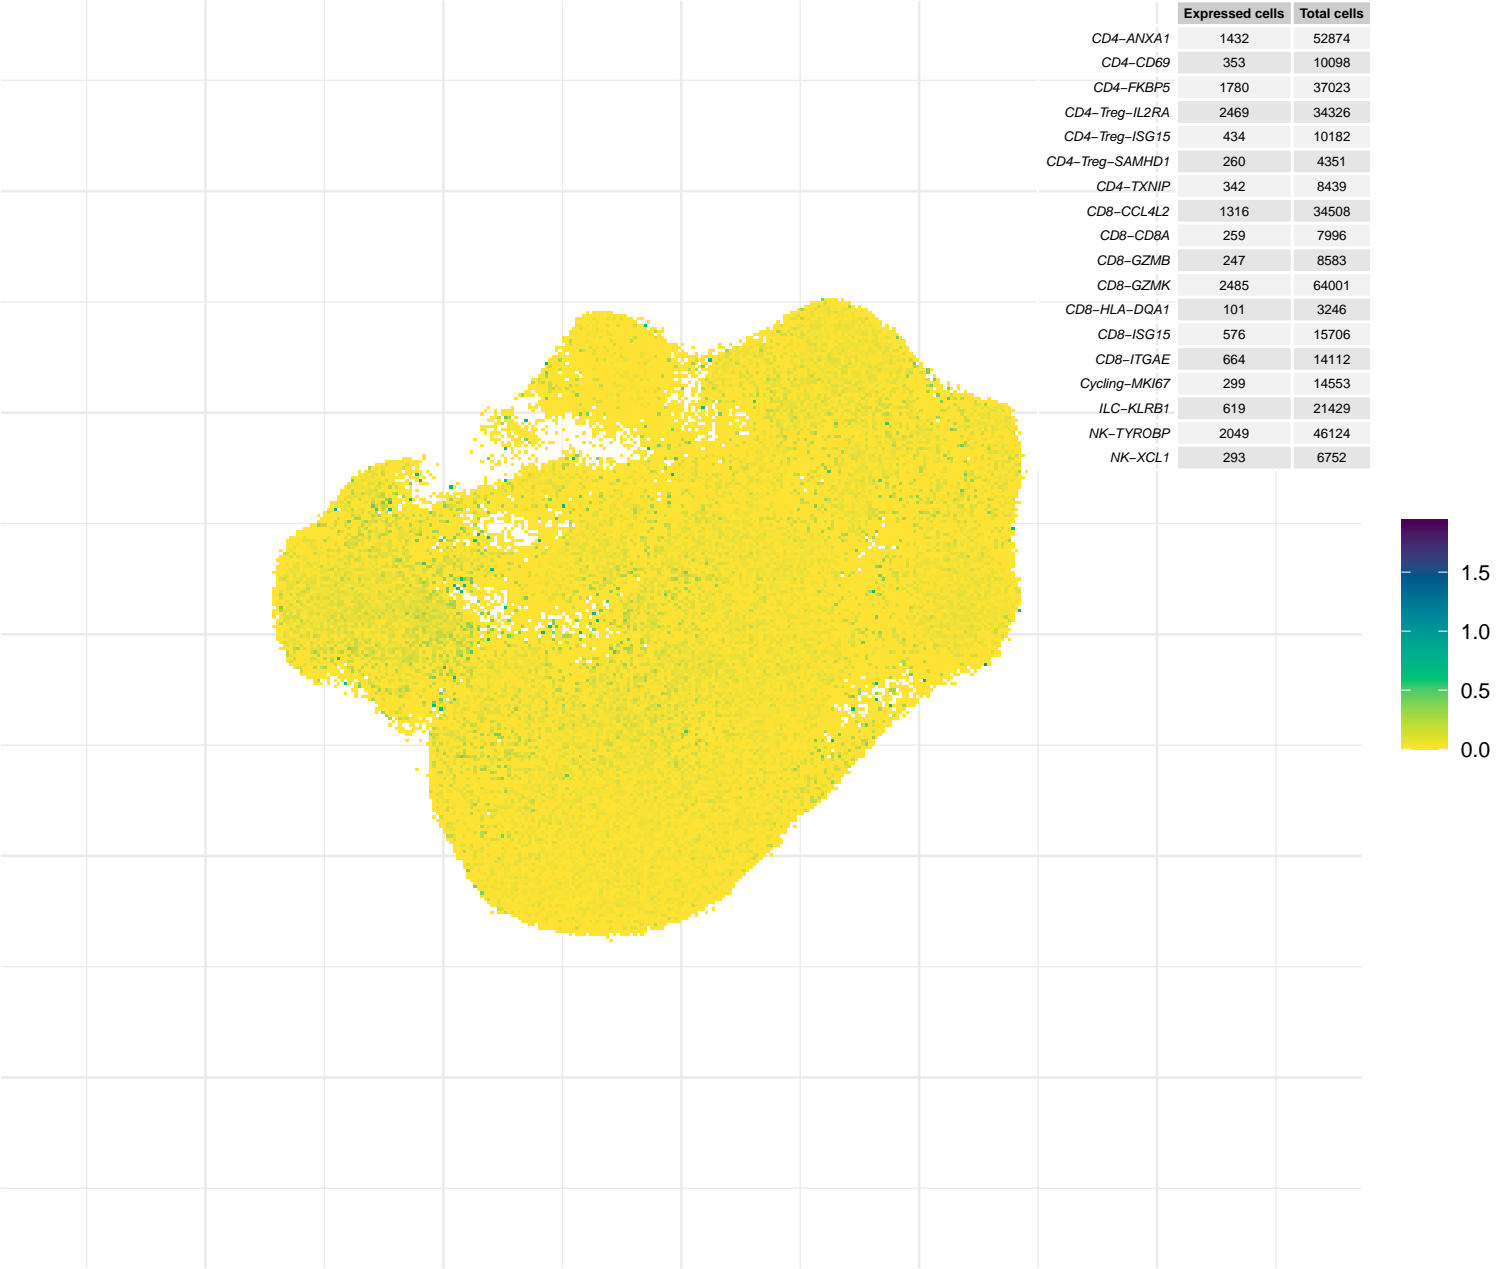 Expressed cells Total cells
CD4−ANXA1 1432 52874
CD4−CD69 353 10098
CD4−FKBP5 1780 37023
CD4−Treg−IL2RA 2469 34326
CD4−Treg−ISG15 434 10182
CD4−Treg−SAMHD1 260 4351
CD4−TXNIP 342 8439
CD8−CCL4L2 1316 34508
CD8−CD8A 259 7996
CD8−GZMB 247 8583
CD8−GZMK 2485 64001
CD8−HLA−DQA1 101 3246
CD8−ISG15 576 15706
CD8−ITGAE 664 14112
Cycling−MKI67 299 14553
ILC−KLRB1 619 21429
NK−TYROBP 2049 46124
NK−XCL1 293 6752
1.5
1.0
0.5
0.0